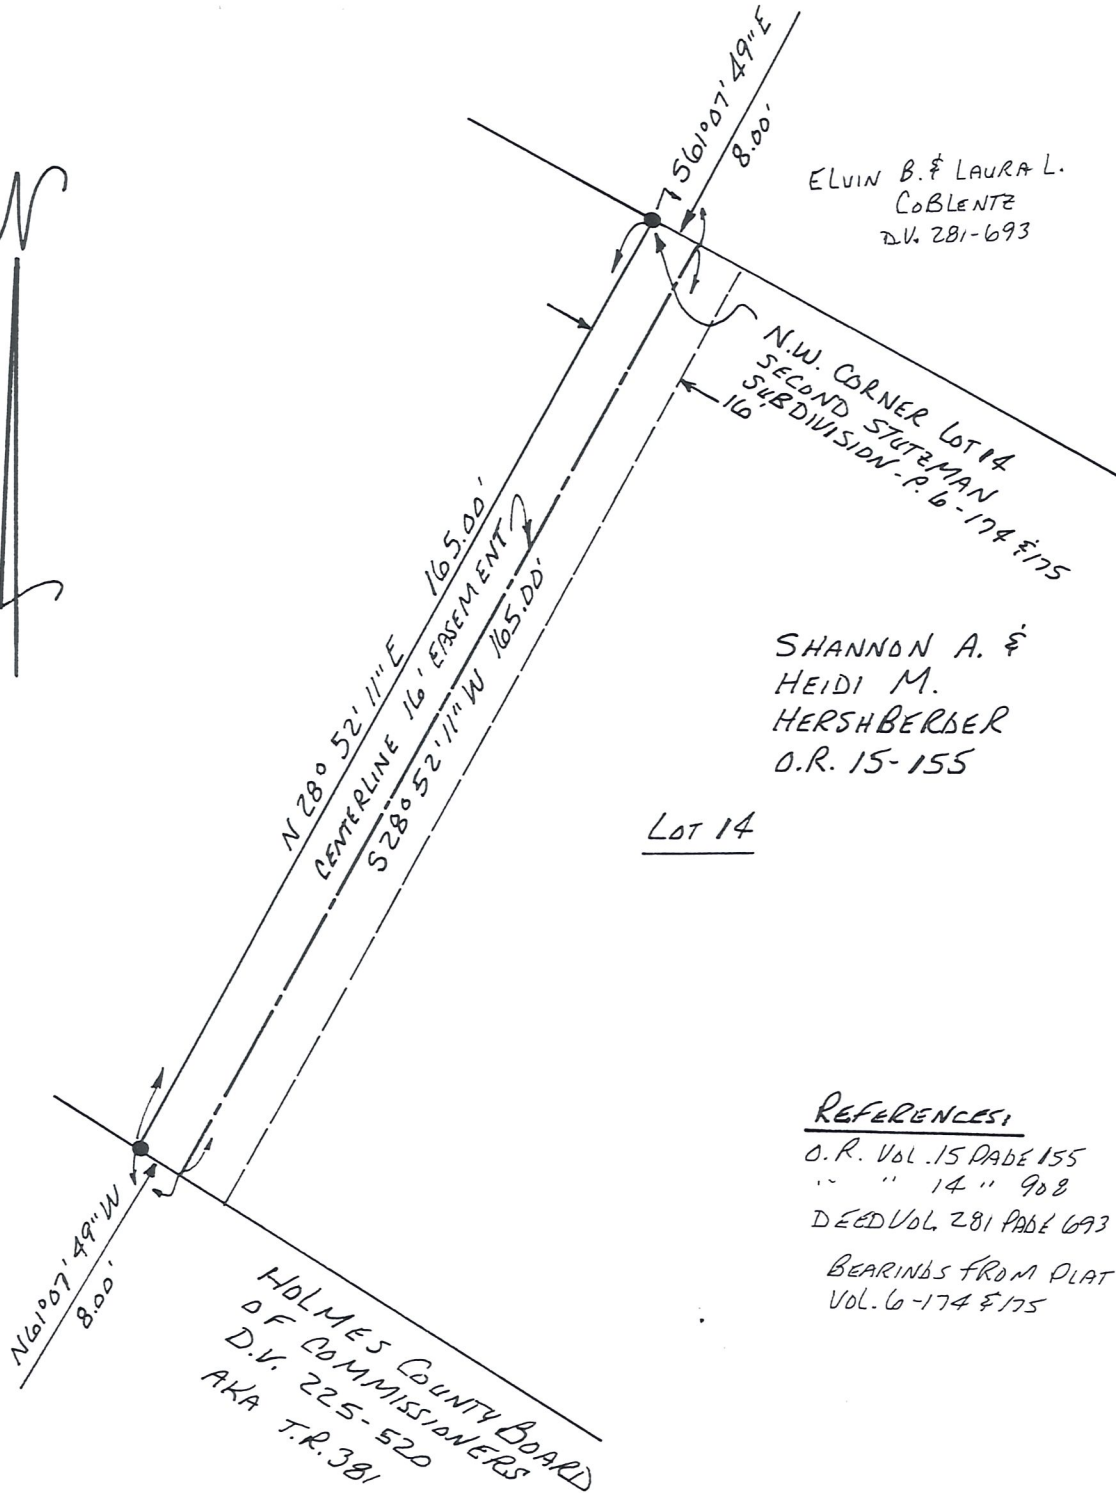 N
S61°07'49"E
8.00'
ELVIN B. & LAURA L.
COBLENTZ
D.V. 281-693
N.W. CORNER LOT 14
SECOND STUTZMAN
SUBDIVISION - P. 6-174 & 175
16'
N 28° 52' 11" E 165.00'
CENTERLINE 16' EASEMENT
S 28° 52' 11" W 165.00'
SHANNON A. &
HEIDI M.
HERSHBERGER
O.R. 15-155
LOT 14
REFERENCES:
O.R. VOL. 15 PAGE 155
" " 14 " 902
DEED VOL. 281 PAGE 693
BEARINGS FROM PLAT
VOL. 6-174 & 175
N61°07'49"W
8.00'
HOLMES COUNTY BOARD
OF COMMISSIONERS
D.V. 225-520
AKA T.R. 381